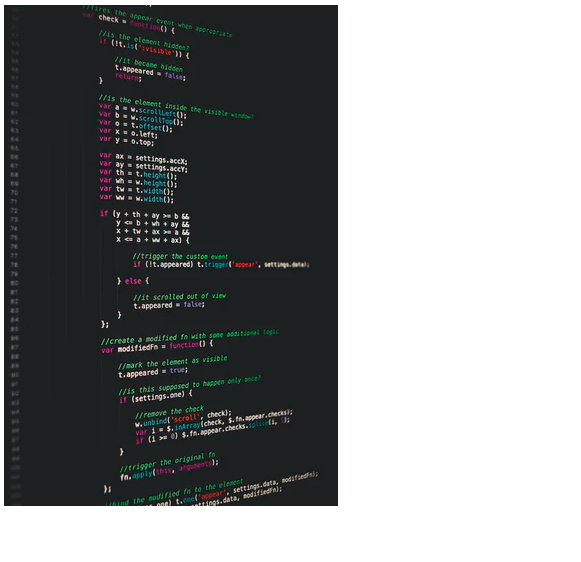 //fires the appear event when appropriate
var check = function() {
//is the element hidden?
if (!t.is(':visible')) {
//it became hidden
t.appeared = false;
return;
}
//is the element inside the visible window?
var a = w.scrollLeft();
var b = w.scrollTop();
var o = t.offset();
var x = o.left;
var y = o.top;
var ax = settings.accX;
var ay = settings.accY;
var th = t.height();
var wh = w.height();
var tw = t.width();
var ww = w.width();
if (y + th + ay >= b &&
y <= b + wh + ay &&
x + tw + ax >= a &&
x <= a + ww + ax) {
//trigger the custom event
if (!t.appeared) t.trigger('appear', settings.data);
} else {
//it scrolled out of view
t.appeared = false;
}
};
//create a modified fn with some additional logic
var modifiedFn = function() {
//mark the element as visible
t.appeared = true;
//is this supposed to happen only once?
if (settings.one) {
//remove the check
w.unbind('scroll', check);
var i = $.inArray(check, $.fn.appear.checks);
if (i >= 0) $.fn.appear.checks.splice(i, 1);
}
//trigger the original fn
fn.apply(this, arguments);
};
//bind the modified fn to the element
one) t.one('appear', settings.data, modifiedFn);
settings.data, modifiedFn);